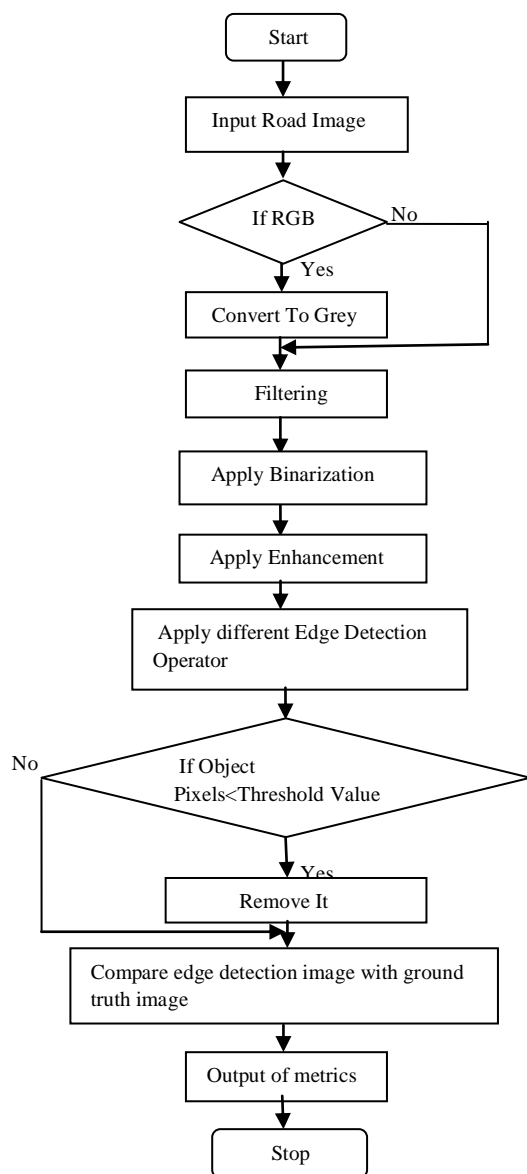 Start
Input Road Image
If RGB
No
Yes
Convert To Grey
Filtering
Apply Binarization
Apply Enhancement
Apply different Edge Detection
Operator
No
If Object
Pixels<Threshold Value
Yes
Remove It
Compare edge detection image with ground
truth image
Output of metrics
Stop